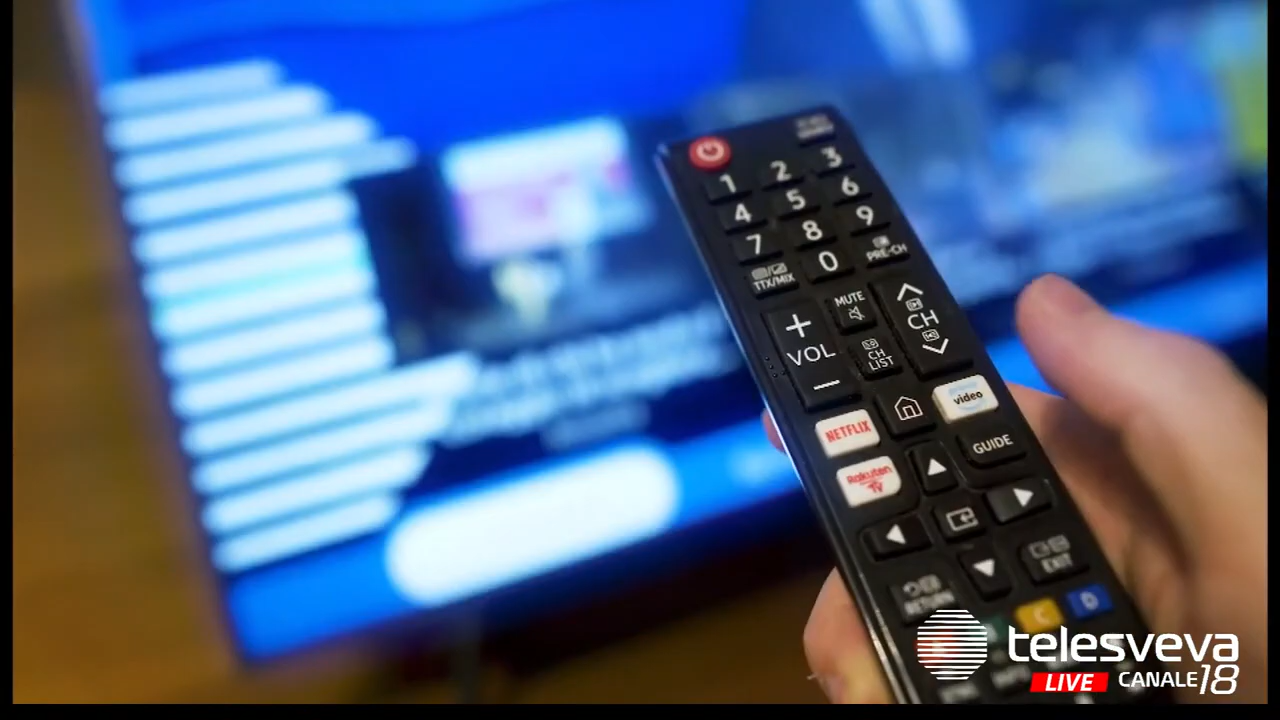 1 2 3
4 5 6
7 8 9
TTX/MIX 0 PRE-CH
MUTE
+ VOL −
CH LIST
CH
NETFLIX
prime video
Rakuten TV
GUIDE
EXIT
RETURN
C D
telesveva
LIVE CANALE 18